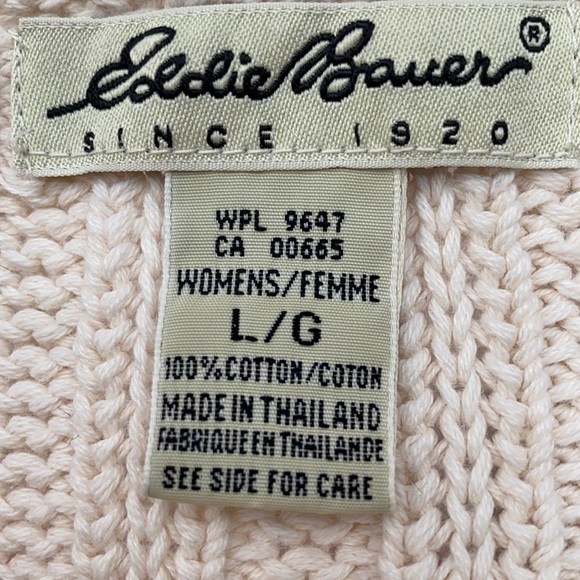 Eddie Bauer®
SINCE 1920
WPL 9647
CA 00665
WOMENS/FEMME
L/G
100% COTTON/COTON
MADE IN THAILAND
FABRIQUE EN THAILANDE
SEE SIDE FOR CARE